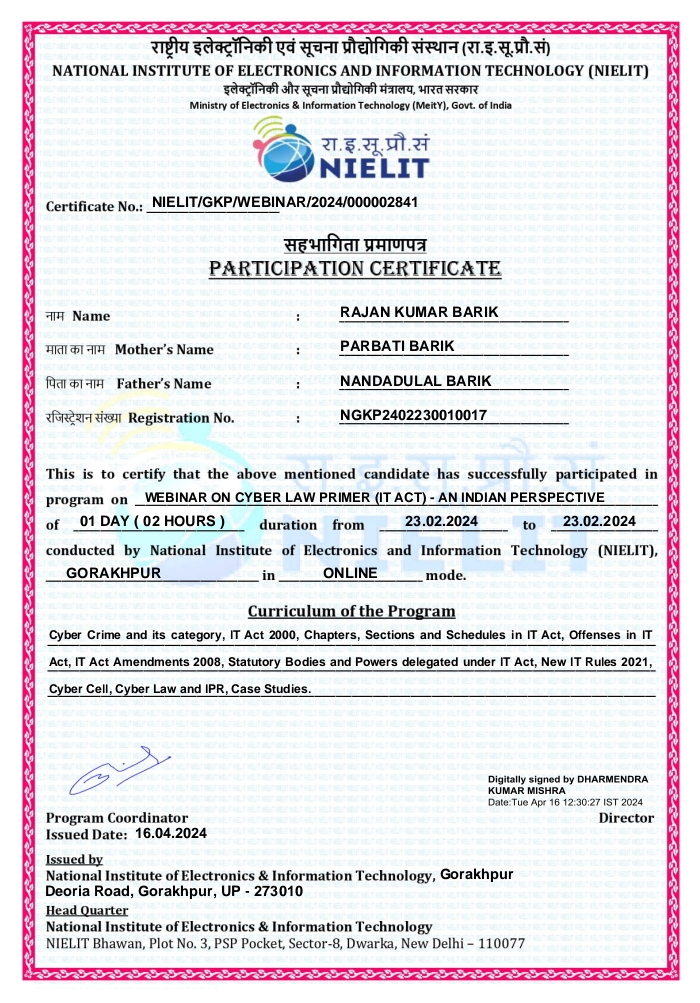 राष्ट्रीय इलेक्ट्रॉनिकी एवं सूचना प्रौद्योगिकी संस्थान (रा.इ.सू.प्रौ.सं)
NATIONAL INSTITUTE OF ELECTRONICS AND INFORMATION TECHNOLOGY (NIELIT)
इलेक्ट्रॉनिकी और सूचना प्रौद्योगिकी मंत्रालय, भारत सरकार
Ministry of Electronics & Information Technology (MeitY), Govt. of India
रा.इ.सू.प्रौ.सं
NIELIT
Certificate No.: NIELIT/GKP/WEBINAR/2024/000002841
सहभागिता प्रमाणपत्र
PARTICIPATION CERTIFICATE
नाम Name : RAJAN KUMAR BARIK
माता का नाम Mother's Name : PARBATI BARIK
पिता का नाम Father's Name : NANDADULAL BARIK
रजिस्ट्रेशन संख्या Registration No. : NGKP2402230010017
This is to certify that the above mentioned candidate has successfully participated in
program on WEBINAR ON CYBER LAW PRIMER (IT ACT) - AN INDIAN PERSPECTIVE
of 01 DAY ( 02 HOURS ) duration from 23.02.2024 to 23.02.2024
conducted by National Institute of Electronics and Information Technology (NIELIT),
GORAKHPUR in ONLINE mode.
Curriculum of the Program
Cyber Crime and its category, IT Act 2000, Chapters, Sections and Schedules in IT Act, Offenses in IT
Act, IT Act Amendments 2008, Statutory Bodies and Powers delegated under IT Act, New IT Rules 2021,
Cyber Cell, Cyber Law and IPR, Case Studies.
Digitally signed by DHARMENDRA
KUMAR MISHRA
Date:Tue Apr 16 12:30:27 IST 2024
Program Coordinator Director
Issued Date: 16.04.2024
Issued by
National Institute of Electronics & Information Technology, Gorakhpur
Deoria Road, Gorakhpur, UP - 273010
Head Quarter
National Institute of Electronics & Information Technology
NIELIT Bhawan, Plot No. 3, PSP Pocket, Sector-8, Dwarka, New Delhi – 110077